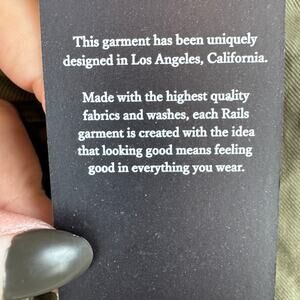 This garment has been uniquely
designed in Los Angeles, California.
Made with the highest quality
fabrics and washes, each Rails
garment is created with the idea
that looking good means feeling
good in everything you wear.